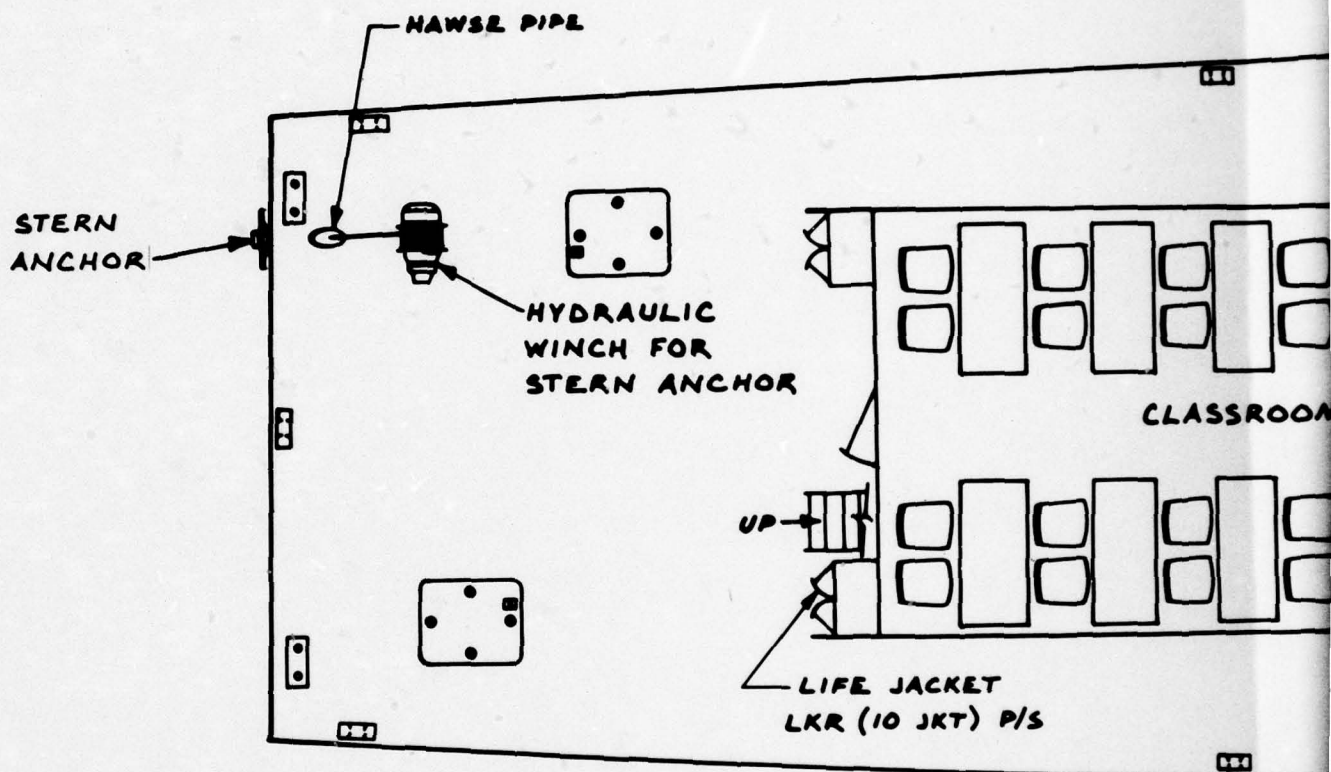 HAWSE PIPE
STERN
ANCHOR
HYDRAULIC
WINCH FOR
STERN ANCHOR
CLASSROOM
UP
LIFE JACKET
LKR (10 JKT) P/S